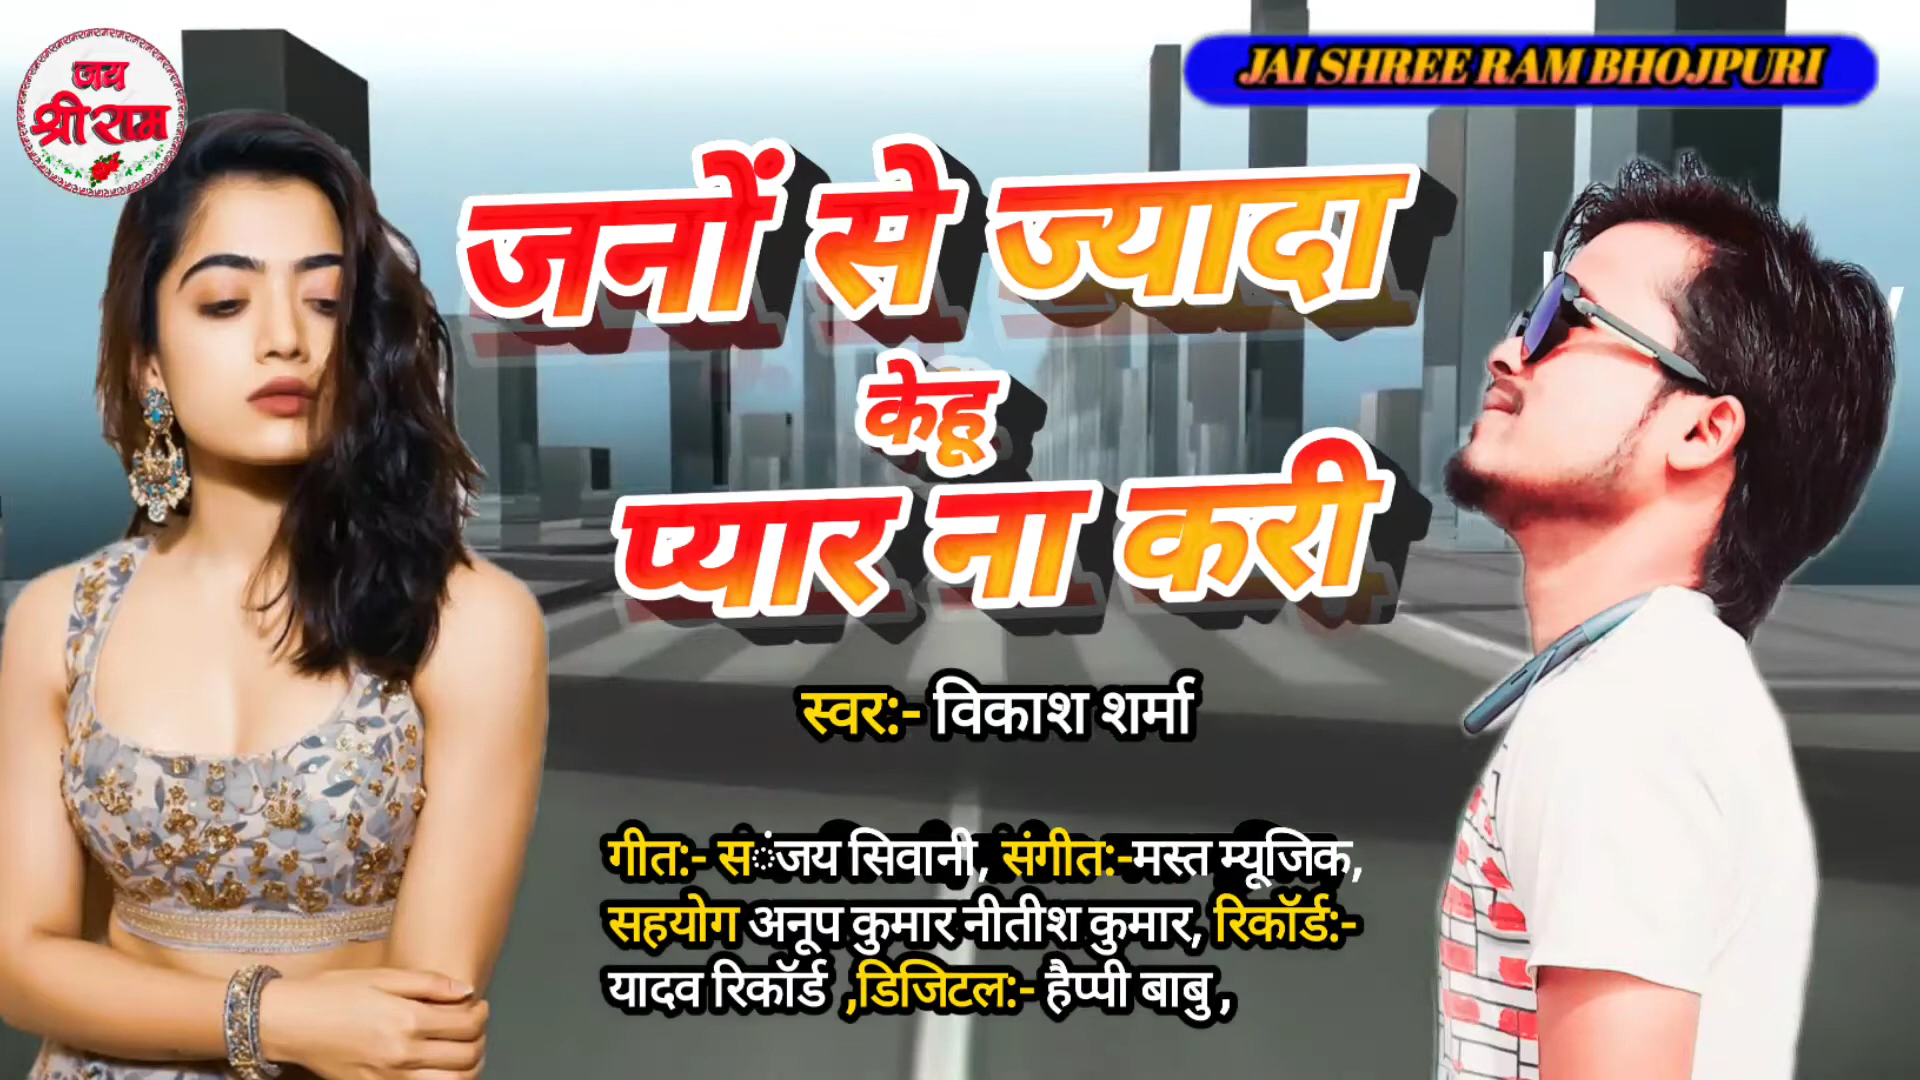 जय
श्री राम
JAI SHREE RAM BHOJPURI
जनों से ज्यादा
केहू
प्यार ना करी
स्वर:- विकाश शर्मा
गीत:- संजय सिवानी, संगीत:-मस्त म्यूजिक,
सहयोग अनूप कुमार नीतीश कुमार, रिकॉर्ड:-
यादव रिकॉर्ड ,डिजिटल:- हैप्पी बाबु ,